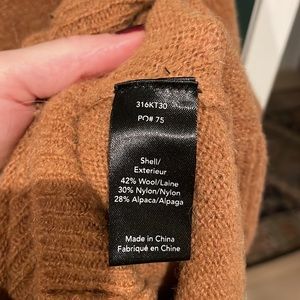 316KT30
PO# 75
Shell/
Exterieur
42% Wool/Laine
30% Nylon/Nylon
28% Alpaca/Alpaga
Made in China
Fabriqué en Chine